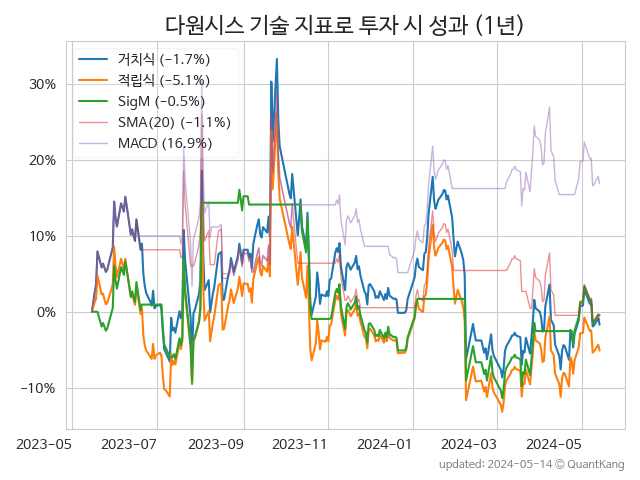 다윈시스 기술 지표로 투자 시 성과 (1년)
거치식 (−1.7%)
적립식 (−5.1%)
SigM (−0.5%)
SMA(20) (−1.1%)
MACD (16.9%)
30%
20%
10%
0%
−10%
2023-05
2023-07
2023-09
2023-11
2024-01
2024-03
2024-05
updated: 2024-05-14 © QuantKang